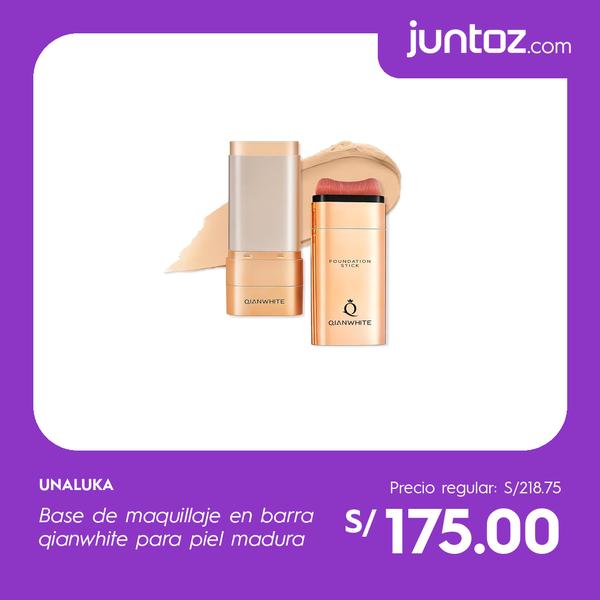 juntoz.com
FOUNDATION
STICK
QIANWHITE
Q
QIANWHITE
UNALUKA
Base de maquillaje en barra
qianwhite para piel madura
Precio regular: S/218.75
S/175.00